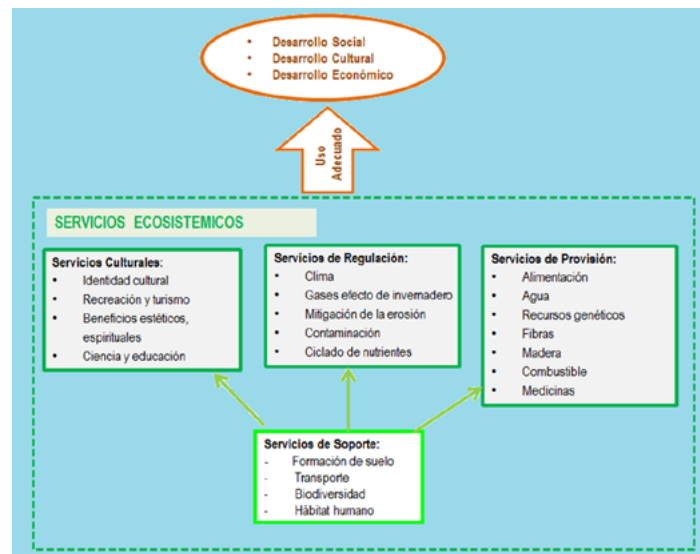 • Desarrollo Social
• Desarrollo Cultural
• Desarrollo Económico
Uso
Adecuado
SERVICIOS ECOSISTEMICOS
Servicios Culturales:
• Identidad cultural
• Recreación y turismo
• Beneficios estéticos,
espirituales
• Ciencia y educación
Servicios de Regulación:
• Clima
• Gases efecto de invernadero
• Mitigación de la erosión
• Contaminación
• Ciclado de nutrientes
Servicios de Provisión:
• Alimentación
• Agua
• Recursos genéticos
• Fibras
• Madera
• Combustible
• Medicinas
Servicios de Soporte:
- Formación de suelo
- Transporte
- Biodiversidad
- Hábitat humano